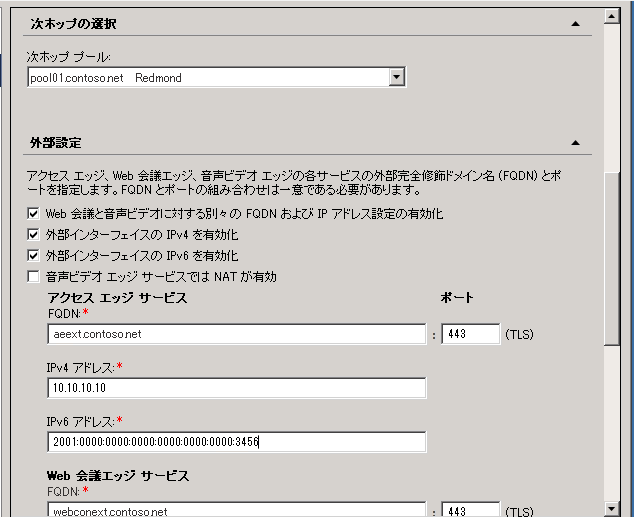 次ホップの選択
次ホップ プール:
pool01.contoso.net Redmond
外部設定
アクセス エッジ、Web 会議エッジ、音声ビデオ エッジの各サービスの外部完全修飾ドメイン名 (FQDN) とポ
ートを指定します。FQDN とポートの組み合わせは一意である必要があります。
Web 会議と音声ビデオに対する別々の FQDN および IP アドレス設定の有効化
外部インターフェイスの IPv4 を有効化
外部インターフェイスの IPv6 を有効化
音声ビデオ エッジ サービスでは NAT が有効
アクセス エッジ サービス ポート
FQDN:*
aeext.contoso.net : 443 (TLS)
IPv4 アドレス:*
10.10.10.10
IPv6 アドレス:*
2001:0000:0000:0000:0000:0000:0000:3456
Web 会議エッジ サービス
FQDN:*
webconext.contoso.net : 443 (TLS)